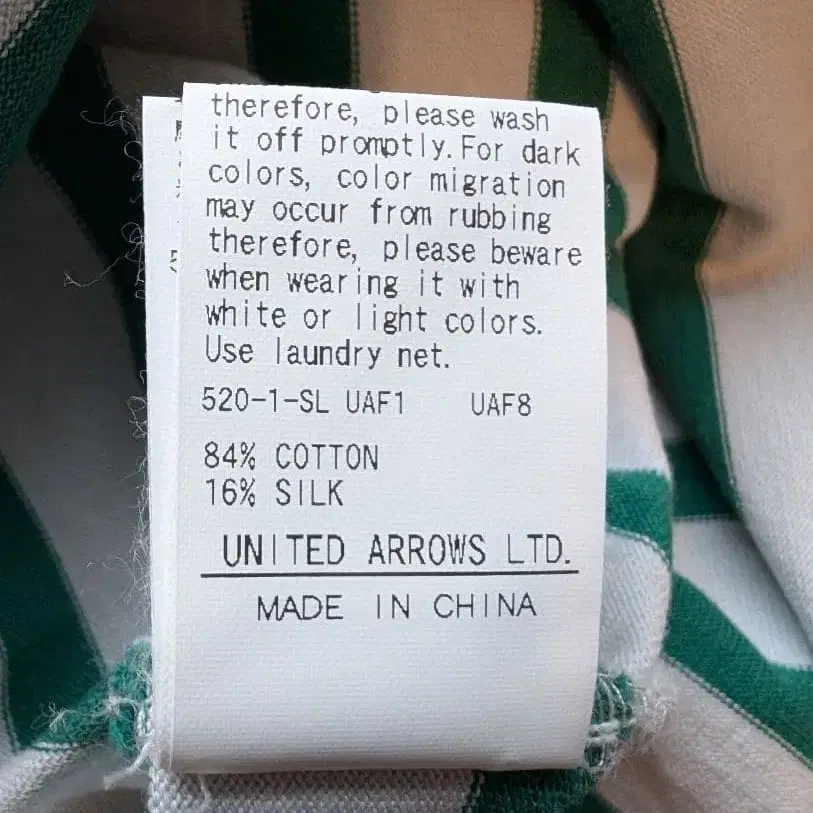 therefore, please wash
it off promptly. For dark
colors, color migration
may occur from rubbing
therefore, please beware
when wearing it with
white or light colors.
Use laundry net.
520-1-SL UAF1 UAF8
84% COTTON
16% SILK
UNITED ARROWS LTD.
MADE IN CHINA